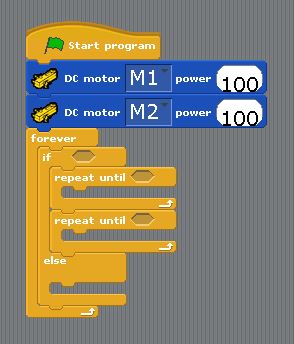 Start program
DC motor M1 power 100
DC motor M2 power 100
forever
if
repeat until
repeat until
else